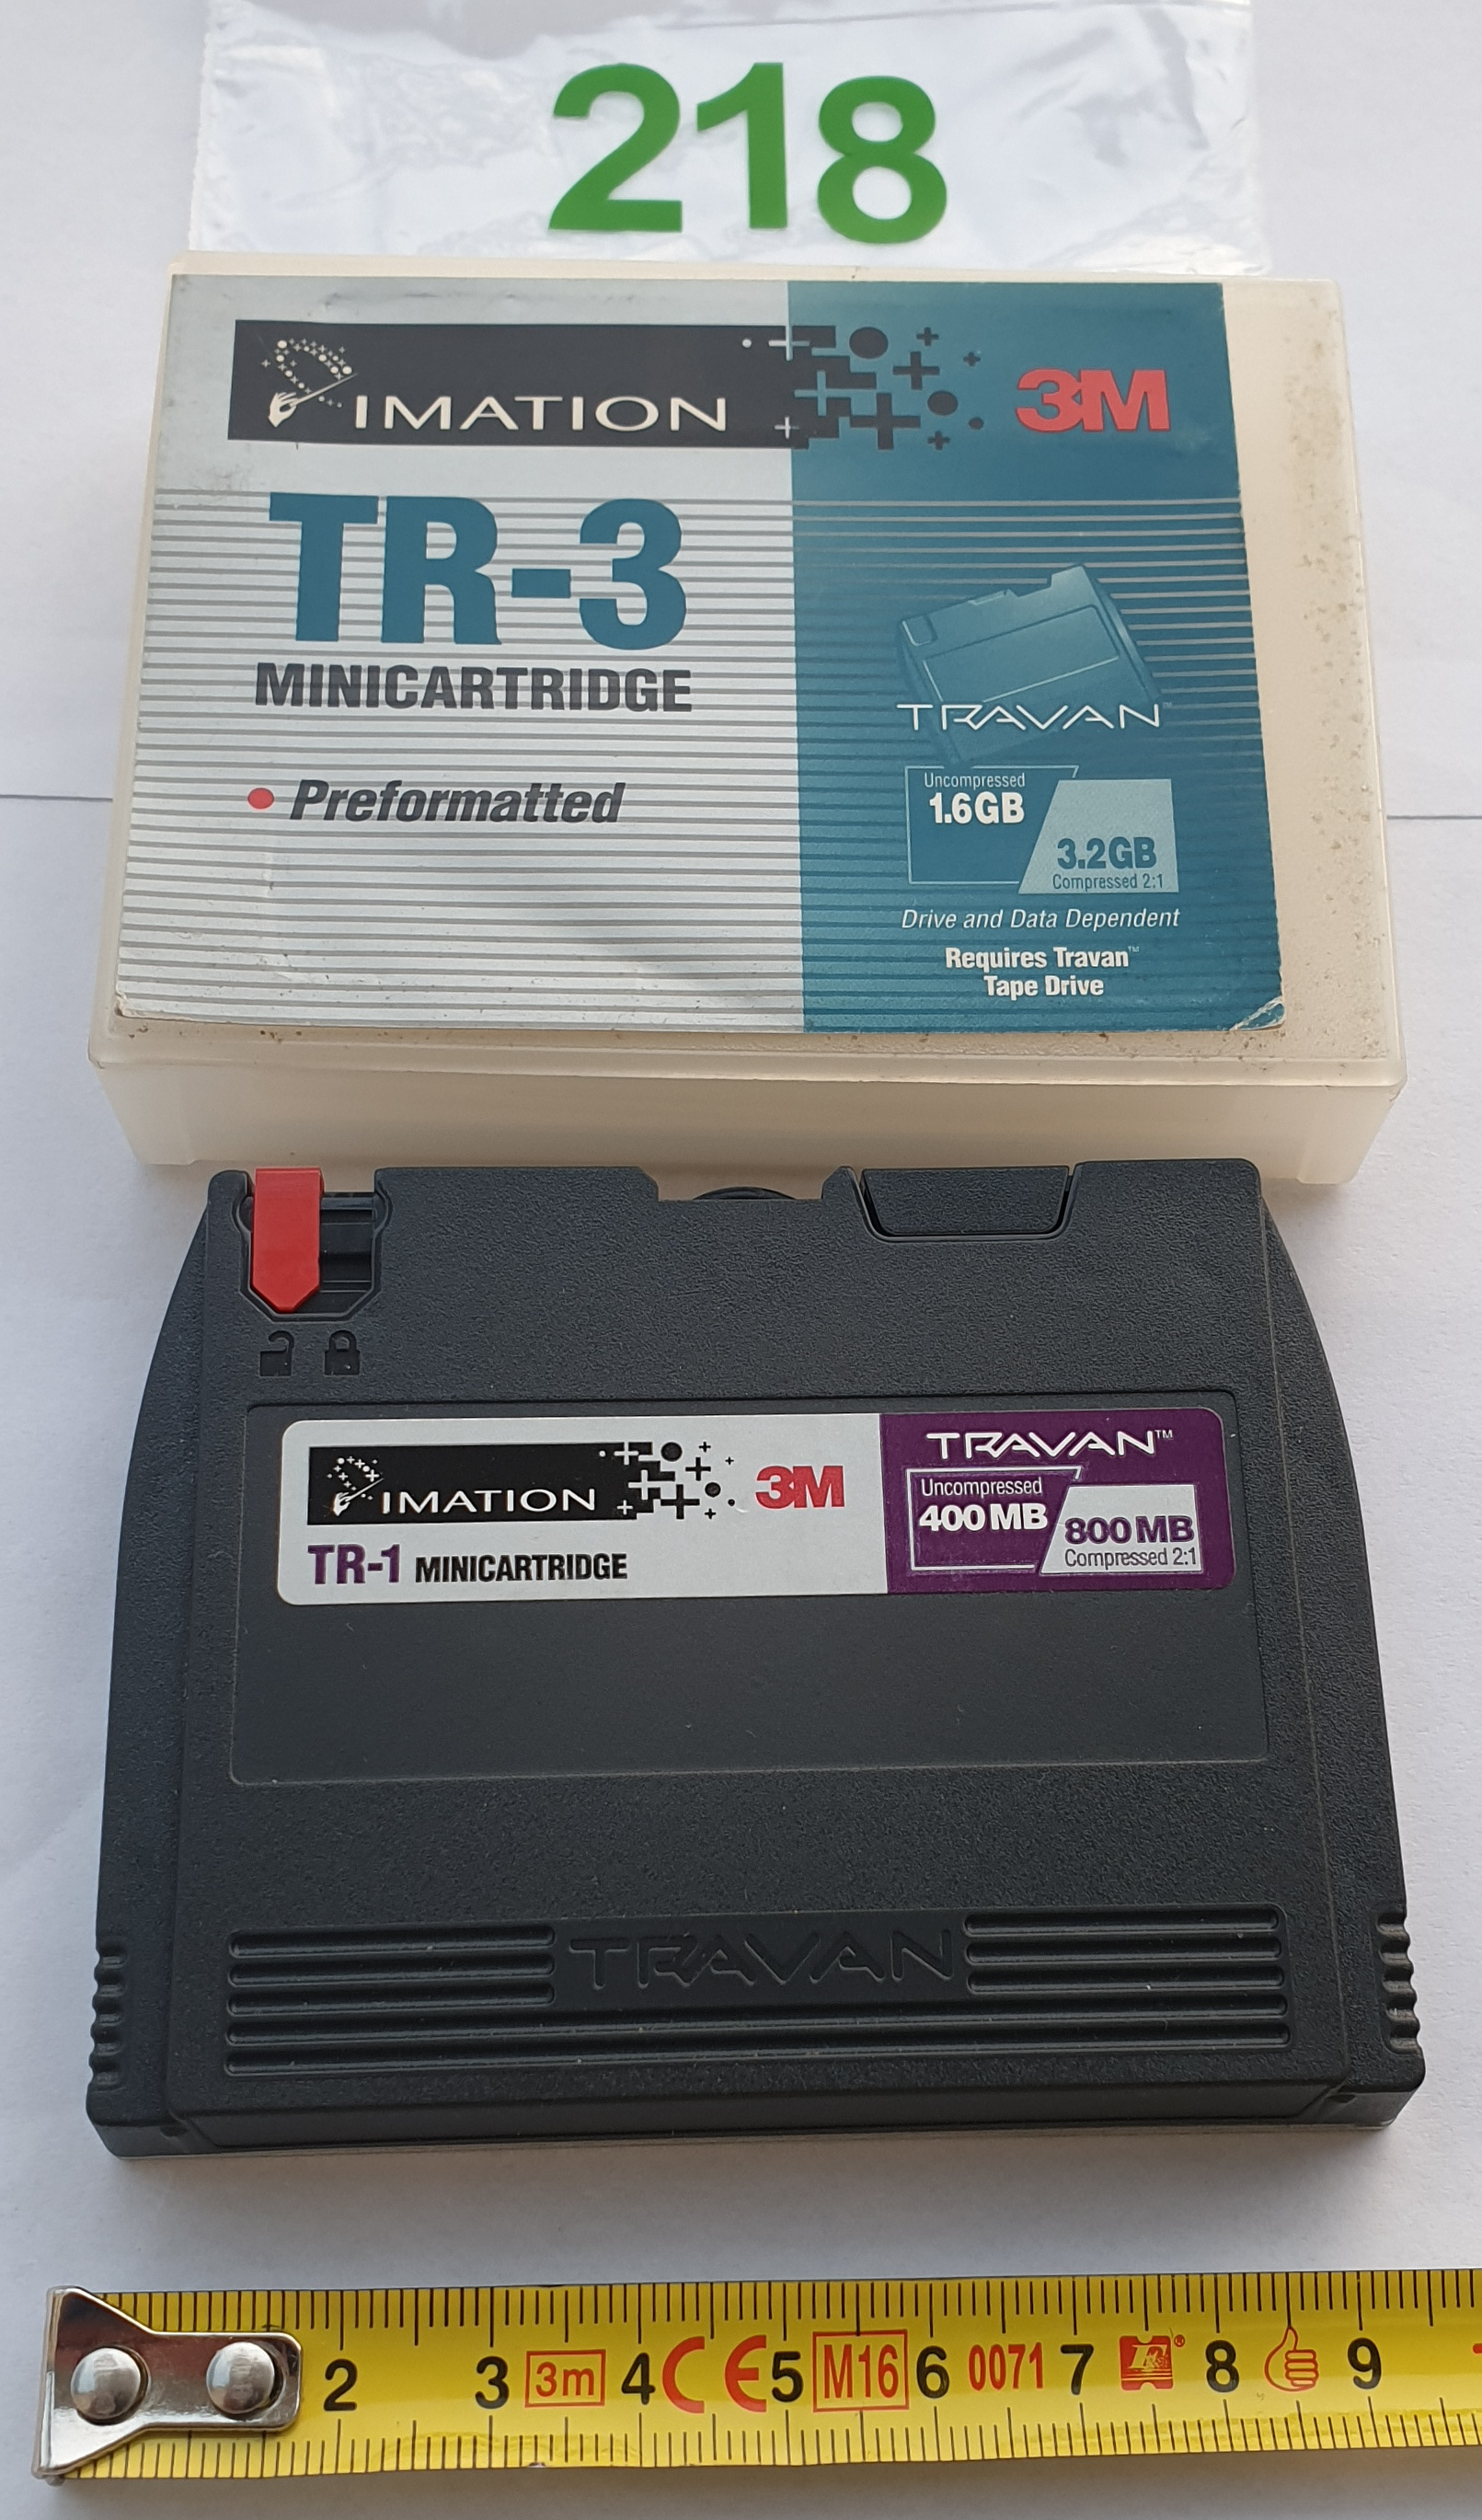 218
IMATION 3M
TR-3
MINICARTRIDGE
• Preformatted
TRAVAN™
Uncompressed
1.6GB
3.2GB
Compressed 2:1
Drive and Data Dependent
Requires Travan™
Tape Drive
IMATION 3M
TR-1 MINICARTRIDGE
TRAVAN™
Uncompressed
400 MB
800 MB
Compressed 2:1
TRAVAN
2 3 3m 4 CE 5 M16 6 0071 7 8 9